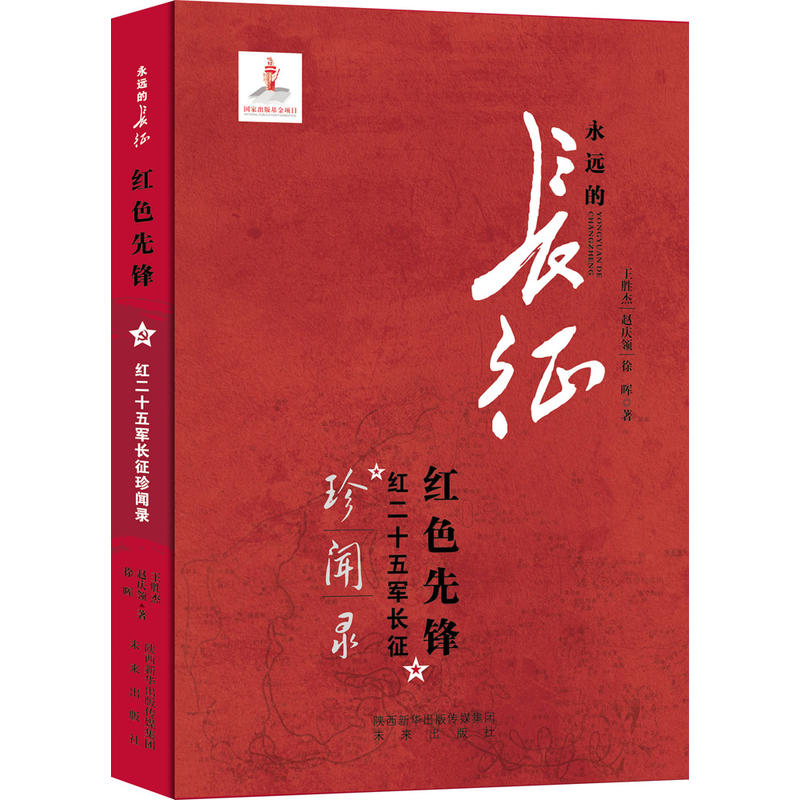 永远的
長征
红色先锋
红二十五军长征珍闻录
王胜杰
赵庆领
徐 晖 著
陕西新华出版传媒集团
未来出版社
国家出版基金项目
永远的
YONGYUAN DE
CHANGZHENG
長征
王胜杰|赵庆领|徐 晖 著
红色先锋
红二十五军长征
珍闻录
陕西新华出版传媒集团
未来出版社